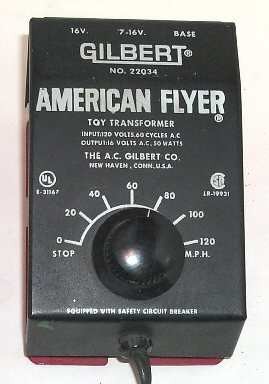 16V. 7-16V. BASE
GILBERT®
NO. 22034
AMERICAN FLYER®
TOY TRANSFORMER
INPUT:120 VOLTS.60 CYCLES A.C
OUTPUT:16 VOLTS A.C.,50 WATTS
THE A.C. GILBERT CO.
NEW HAVEN, CONN.,U.S.A.
UL ®
E-31167
LR-19931
0
20
40
60
80
100
120
STOP
M.P.H.
EQUIPPED WITH SAFETY CIRCUIT BREAKER